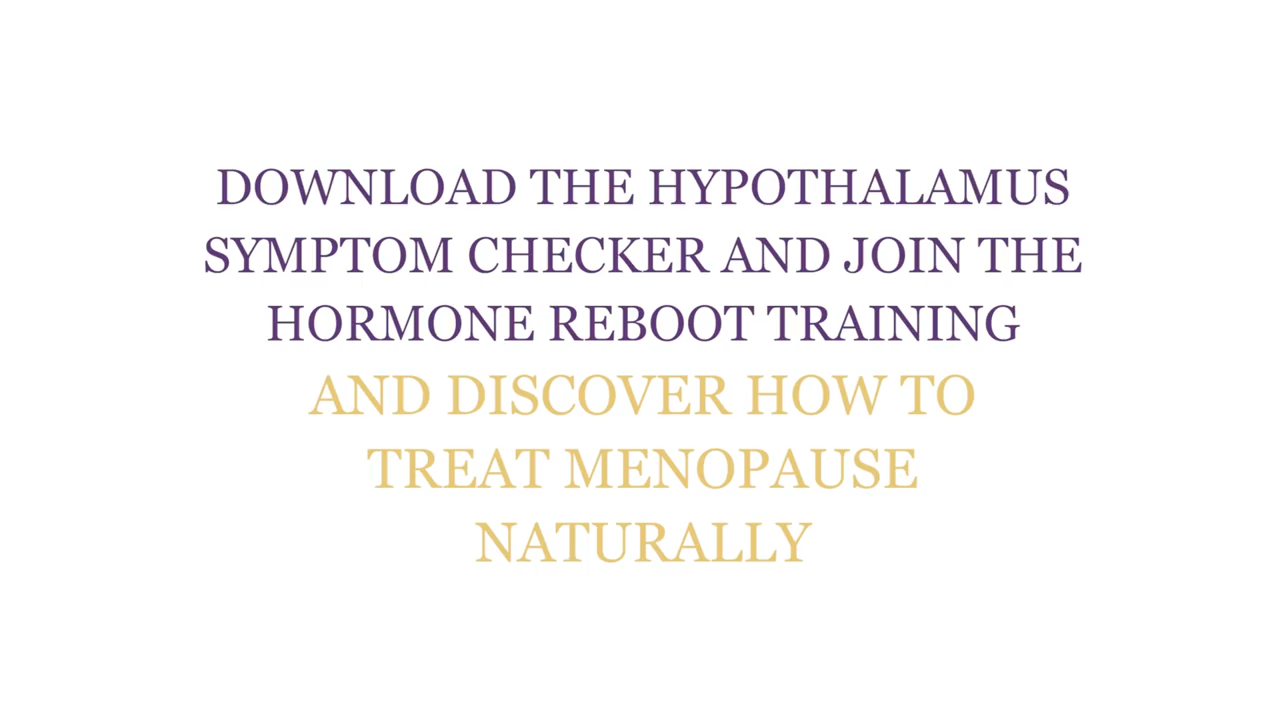 DOWNLOAD THE HYPOTHALAMUS
SYMPTOM CHECKER AND JOIN THE
HORMONE REBOOT TRAINING
AND DISCOVER HOW TO
TREAT MENOPAUSE
NATURALLY